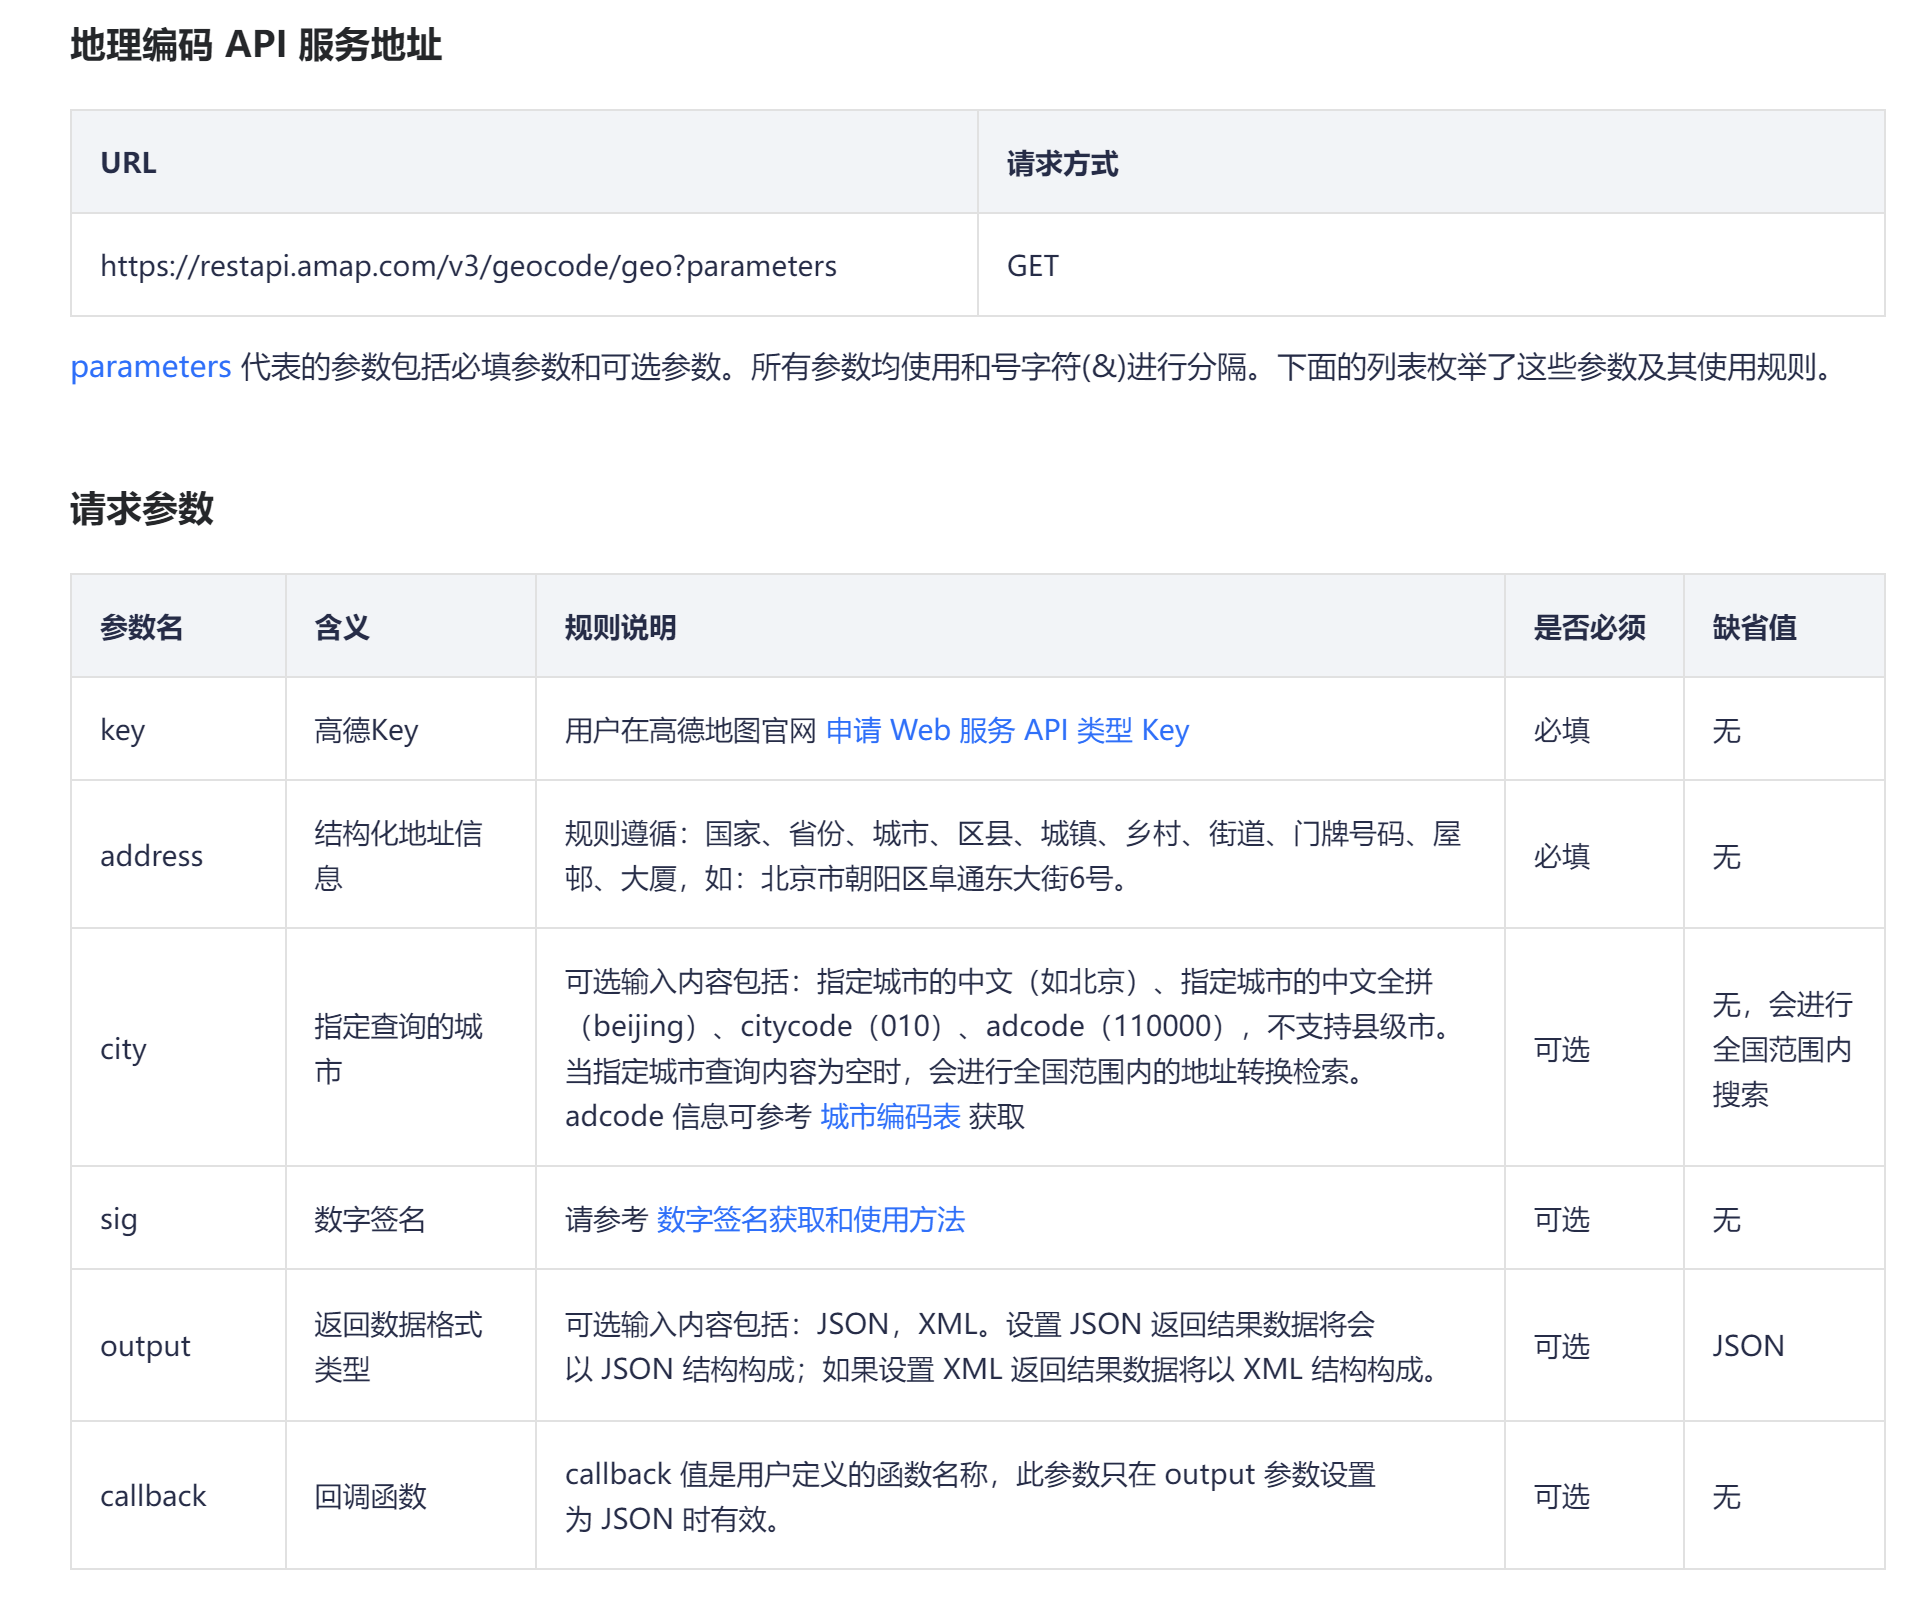 地理编码 API 服务地址
URL
请求方式
https://restapi.amap.com/v3/geocode/geo?parameters
GET
parameters 代表的参数包括必填参数和可选参数。所有参数均使用和号字符(&)进行分隔。下面的列表枚举了这些参数及其使用规则。
请求参数
参数名
含义
规则说明
是否必须
缺省值
key
高德Key
用户在高德地图官网 申请 Web 服务 API 类型 Key
必填
无
address
结构化地址信
息
规则遵循：国家、省份、城市、区县、城镇、乡村、街道、门牌号码、屋
邨、大厦，如：北京市朝阳区阜通东大街6号。
必填
无
city
指定查询的城
市
可选输入内容包括：指定城市的中文（如北京）、指定城市的中文全拼
（beijing）、citycode（010）、adcode（110000），不支持县级市。
当指定城市查询内容为空时，会进行全国范围内的地址转换检索。
adcode 信息可参考 城市编码表 获取
可选
无，会进行
全国范围内
搜索
sig
数字签名
请参考 数字签名获取和使用方法
可选
无
output
返回数据格式
类型
可选输入内容包括：JSON，XML。设置 JSON 返回结果数据将会
以 JSON 结构构成；如果设置 XML 返回结果数据将以 XML 结构构成。
可选
JSON
callback
回调函数
callback 值是用户定义的函数名称，此参数只在 output 参数设置
为 JSON 时有效。
可选
无